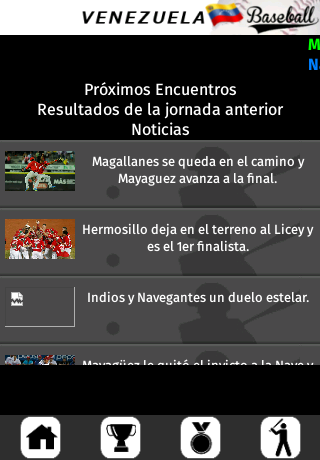 VENEZUELA Baseball
M
N
Próximos Encuentros
Resultados de la jornada anterior
Noticias
Magallanes se queda en el camino y
Mayaguez avanza a la final.
Hermosillo deja en el terreno al Licey y
es el 1er finalista.
Indios y Navegantes un duelo estelar.
Mayagüez le quitó el invicto a la Nave y